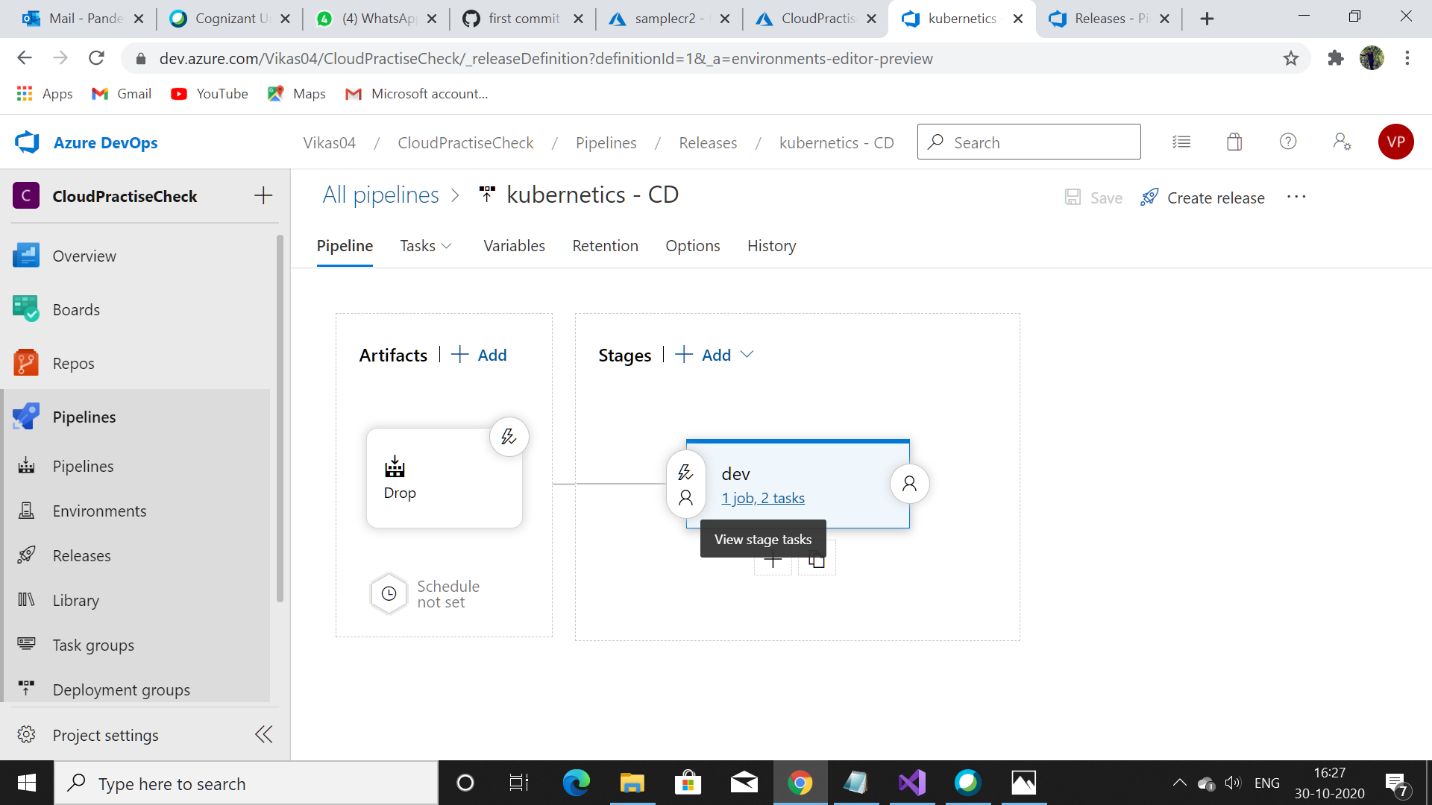 Mail - Pande
Cognizant U
(4) WhatsAp
first commit
samplecr2 -
CloudPractis
kubernetics
Releases - Pi
dev.azure.com/Vikas04/CloudPractiseCheck/_releaseDefinition?definitionId=1&_a=environments-editor-preview
Apps
Gmail
YouTube
Maps
Microsoft account...
Azure DevOps
Vikas04 / CloudPractiseCheck / Pipelines / Releases / kubernetics - CD
Search
VP
C
CloudPractiseCheck
All pipelines > kubernetics - CD
Save
Create release
Pipeline
Tasks
Variables
Retention
Options
History
Overview
Boards
Repos
Pipelines
Pipelines
Environments
Releases
Library
Task groups
Deployment groups
Project settings
Artifacts | + Add
Drop
Schedule
not set
Stages | + Add
dev
1 job, 2 tasks
View stage tasks
Type here to search
ENG
16:27
30-10-2020
7